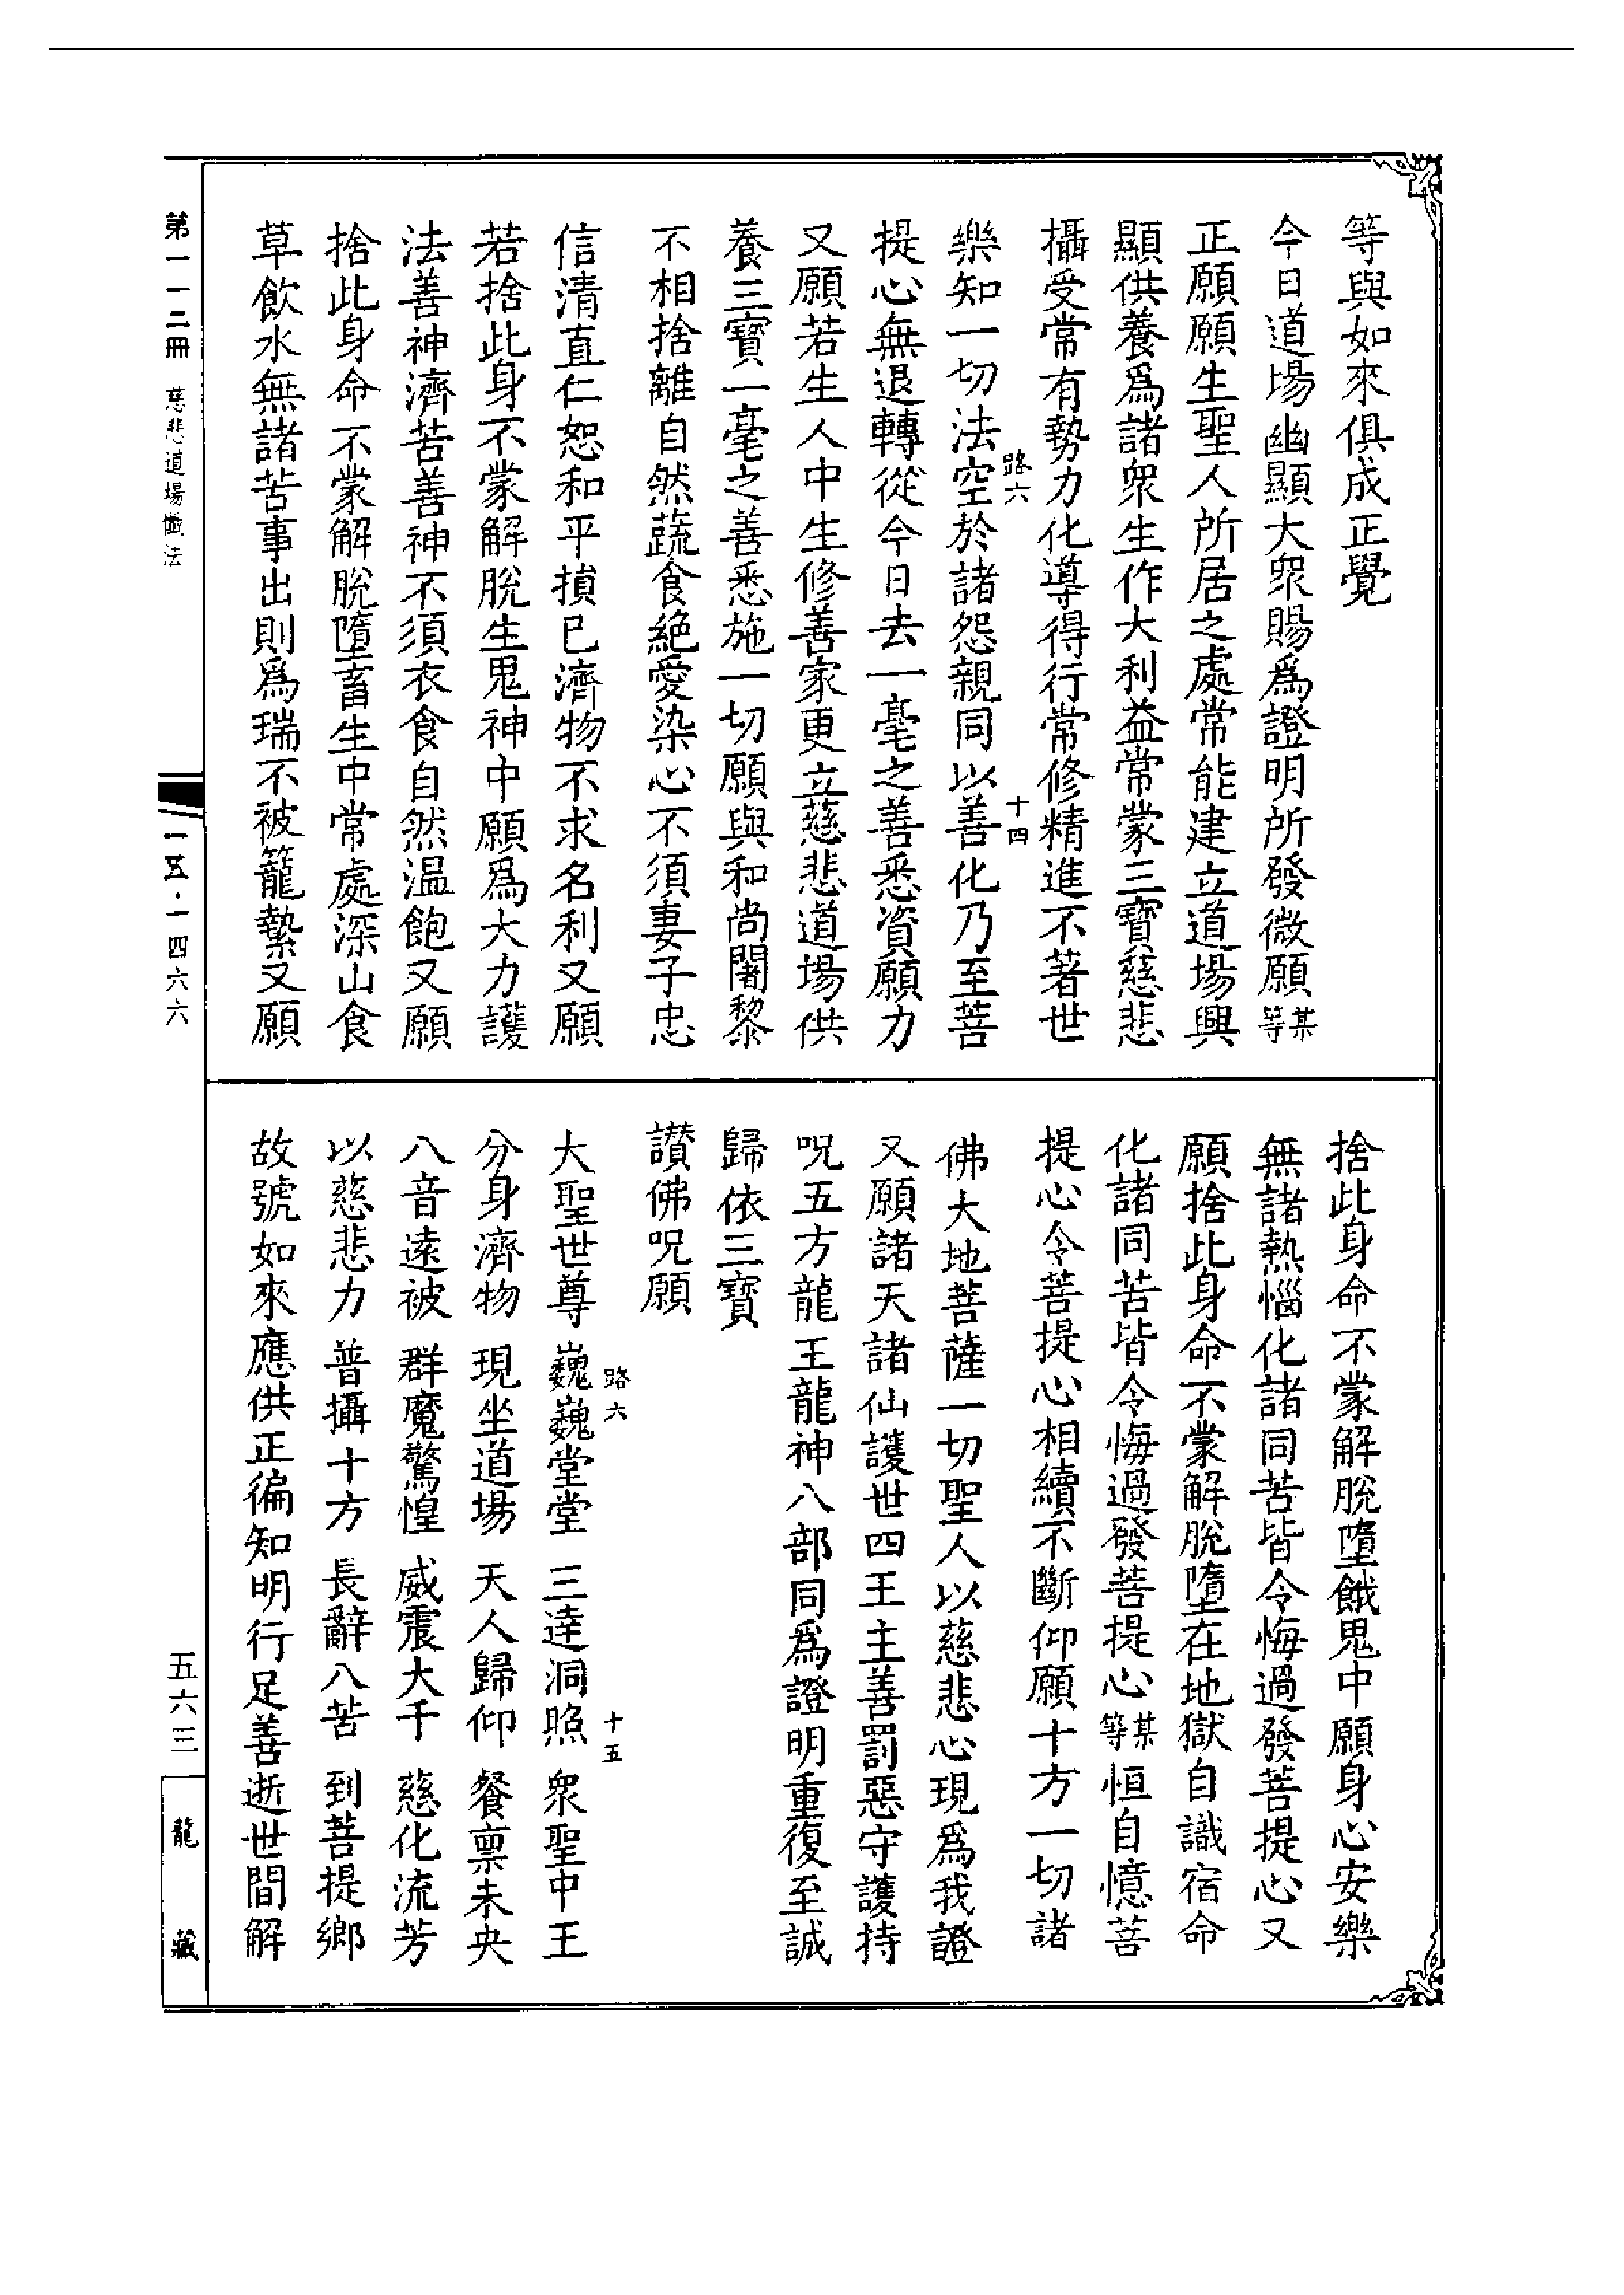 等與如來俱成正覺
今日道場幽顯大眾賜為證明所發微願某等
正願願生聖人所居之處常能建立道場興
顯供養為諸眾生作大利益常蒙三寶慈悲
攝受常有勢力化導得行常修精進不著世
路六
十四
樂知一切法空於諸怨親同以善化乃至菩
提心無退轉從今日去一毫之善悉資願力
又願若生人中生修善家更立慈悲道場供
養三寶一毫之善悉施一切願與和尚闍黎
不相捨離自然蔬食絕愛染心不須妻子忠
信清直仁恕和平損已濟物不求名利又願
若捨此身不蒙解脫生鬼神中願為大力護
法善神濟苦善神不須衣食自然溫飽又願
捨此身命不蒙解脫墮畜生中常處深山食
草飲水無諸苦事出則為瑞不被籠縶又願
捨此身命不蒙解脫墮餓鬼中願身心安樂
無諸熱惱化諸同苦皆令悔過發菩提心又
願捨此身命不蒙解脫墮在地獄自識宿命
化諸同苦皆令悔過發菩提心某等恒自憶菩
提心令菩提心相續不斷仰願十方一切諸
佛大地菩薩一切聖人以慈悲心現為我證
又願諸天諸仙護世四王主善罰惡守護持
呪五方龍王龍神八部同為證明重復至誠
歸依三寶
讚佛呪願
路六
十五
大聖世尊 巍巍堂堂 三達洞照 眾聖中王
分身濟物 現坐道場 天人歸仰 餐稟未央
八音遠被 群魔驚惶 威震大千 慈化流芳
以慈悲力 普攝十方 長辭八苦 到菩提鄉
故號如來應供正徧知明行足善逝世間解
第一一二冊 慈悲道場懺法
一五·一四六六
五六三
龍藏